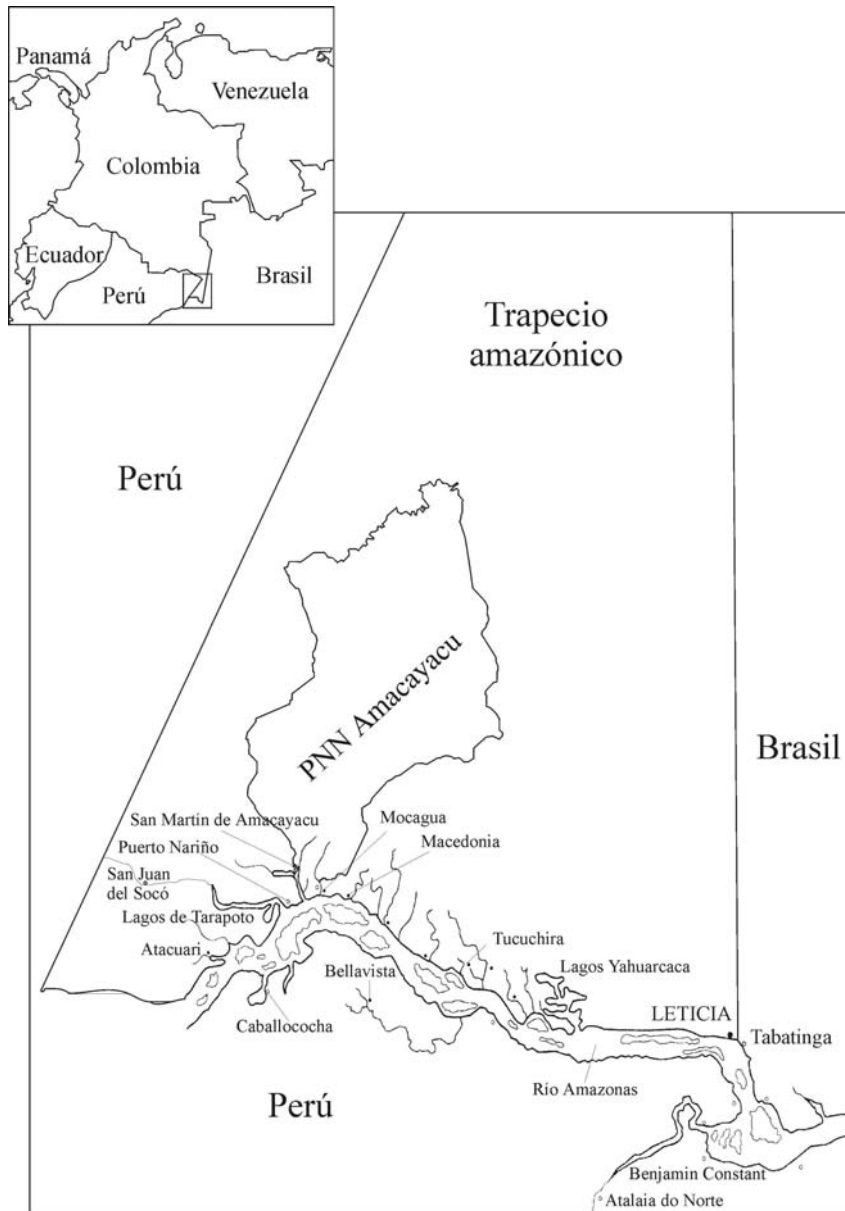 Panamá
Venezuela
Colombia
Ecuador
Perú
Brasil
Trapecio
amazónico
Perú
PNN Amacayacu
Brasil
San Martín de Amacayacu
Mocagua
Puerto Nariño
Macedonia
San Juan
del Socó
Lagos de Tarapoto
Atacuari
Tucuchira
Bellavista
Lagos Yahuarcaca
Caballococha
LETICIA
Tabatinga
Río Amazonas
Perú
Benjamin Constant
Atalaia do Norte